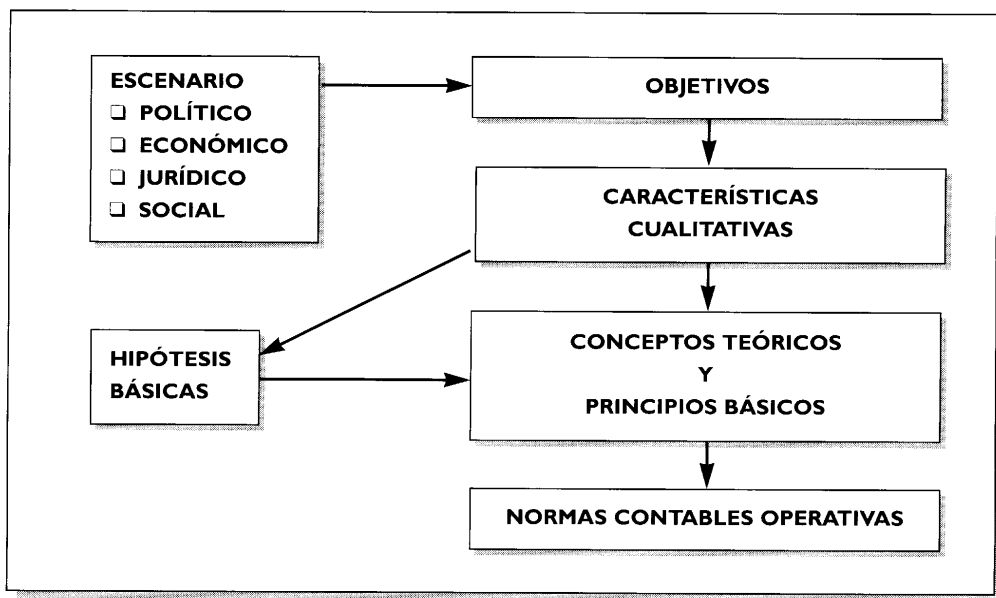 ESCENARIO
❑ POLÍTICO
❑ ECONÓMICO
❑ JURÍDICO
❑ SOCIAL
OBJETIVOS
CARACTERÍSTICAS
CUALITATIVAS
HIPÓTESIS
BÁSICAS
CONCEPTOS TEÓRICOS
Y
PRINCIPIOS BÁSICOS
NORMAS CONTABLES OPERATIVAS